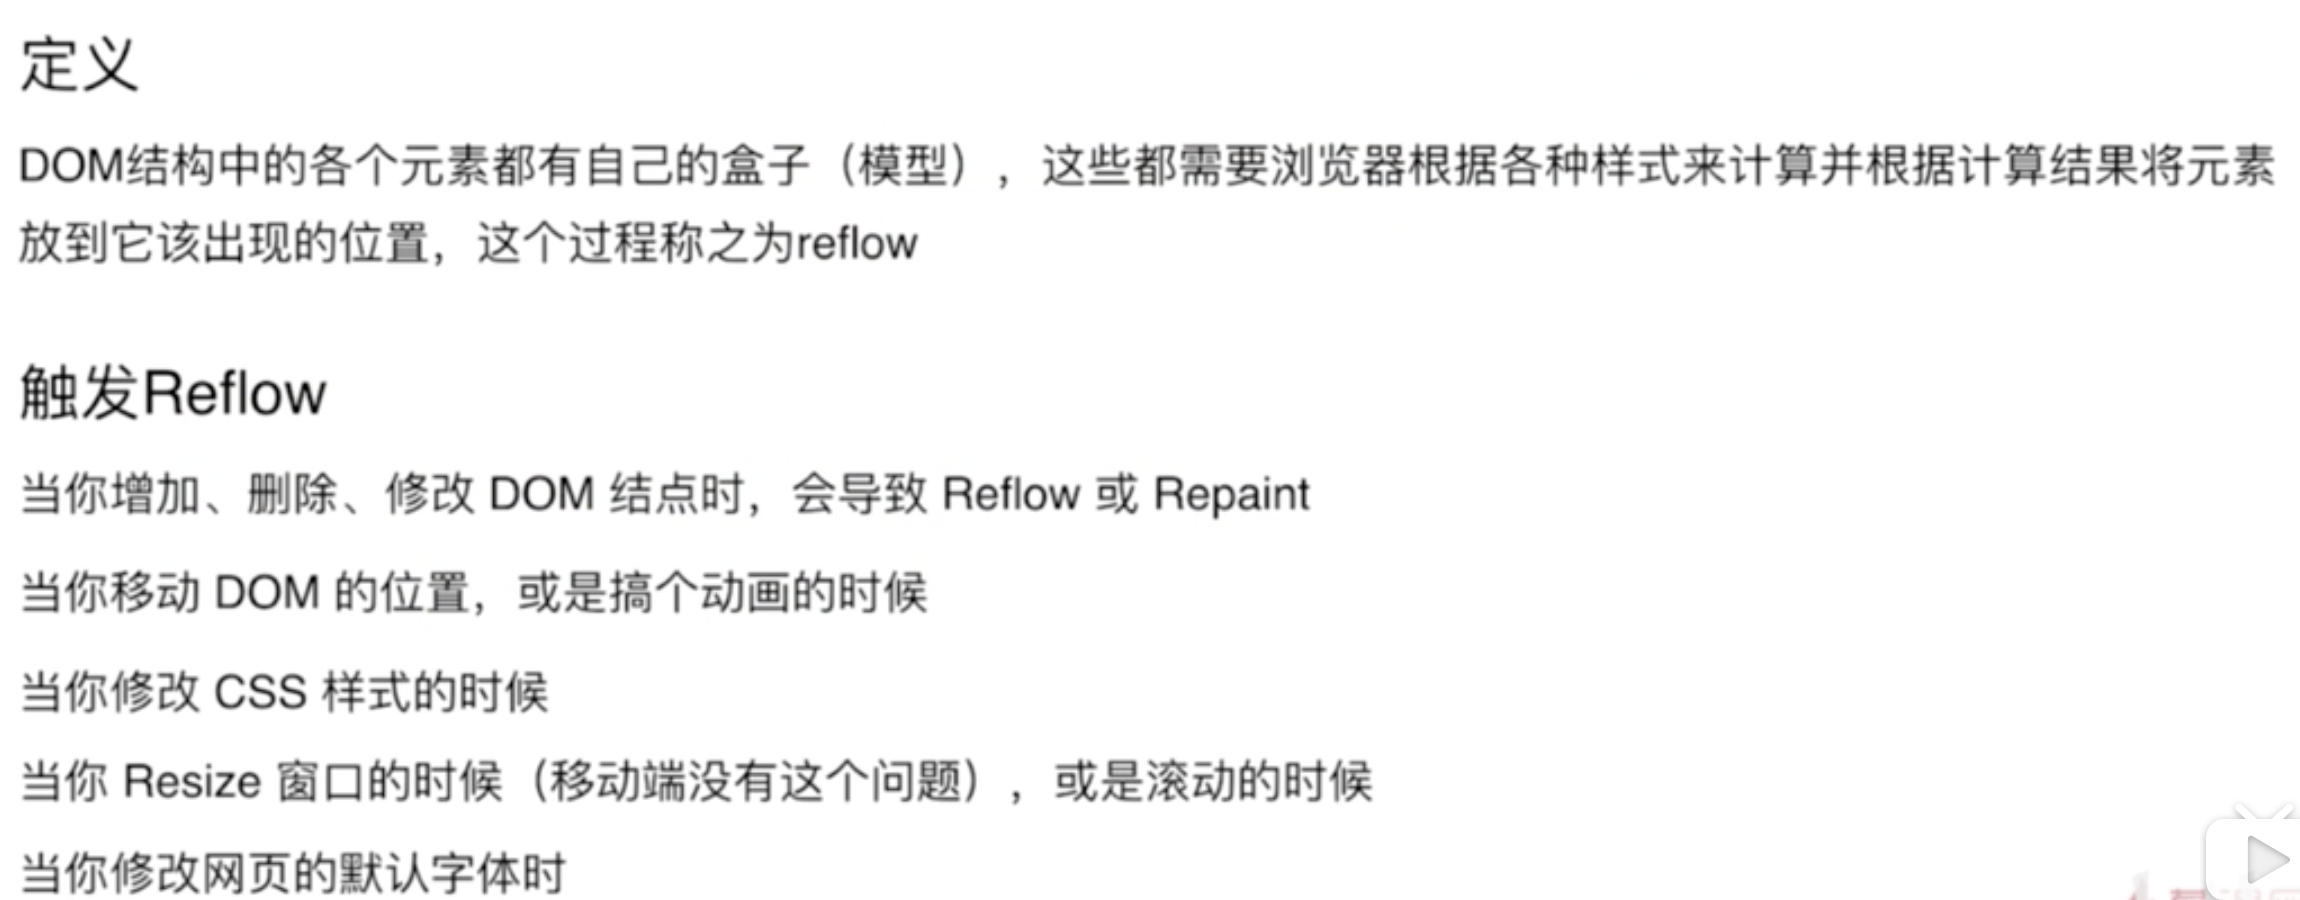 定义
DOM结构中的各个元素都有自己的盒子（模型），这些都需要浏览器根据各种样式来计算并根据计算结果将元素
放到它该出现的位置，这个过程称之为reflow
触发Reflow
当你增加、删除、修改 DOM 结点时，会导致 Reflow 或 Repaint
当你移动 DOM 的位置，或是搞个动画的时候
当你修改 CSS 样式的时候
当你 Resize 窗口的时候（移动端没有这个问题），或是滚动的时候
当你修改网页的默认字体时